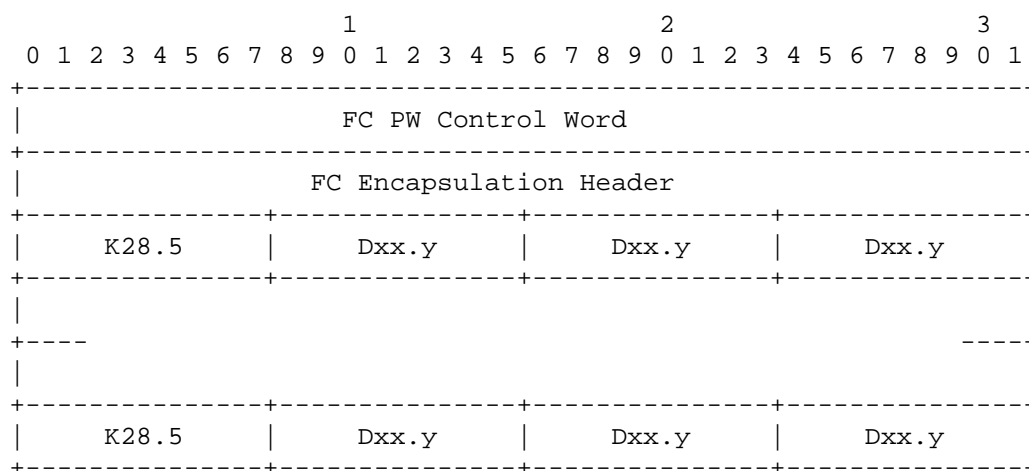 1                   2                   3
 0 1 2 3 4 5 6 7 8 9 0 1 2 3 4 5 6 7 8 9 0 1 2 3 4 5 6 7 8 9 0 1
+---------------------------------------------------------------
|                    FC PW Control Word
+---------------------------------------------------------------
|                  FC Encapsulation Header
+---------------+---------------+---------------+---------------
|     K28.5     |     Dxx.y     |     Dxx.y     |     Dxx.y
+---------------+---------------+---------------+---------------
|
+----                                                      -----
|
+---------------+---------------+---------------+---------------
|     K28.5     |     Dxx.y     |     Dxx.y     |     Dxx.y
+---------------+---------------+---------------+---------------